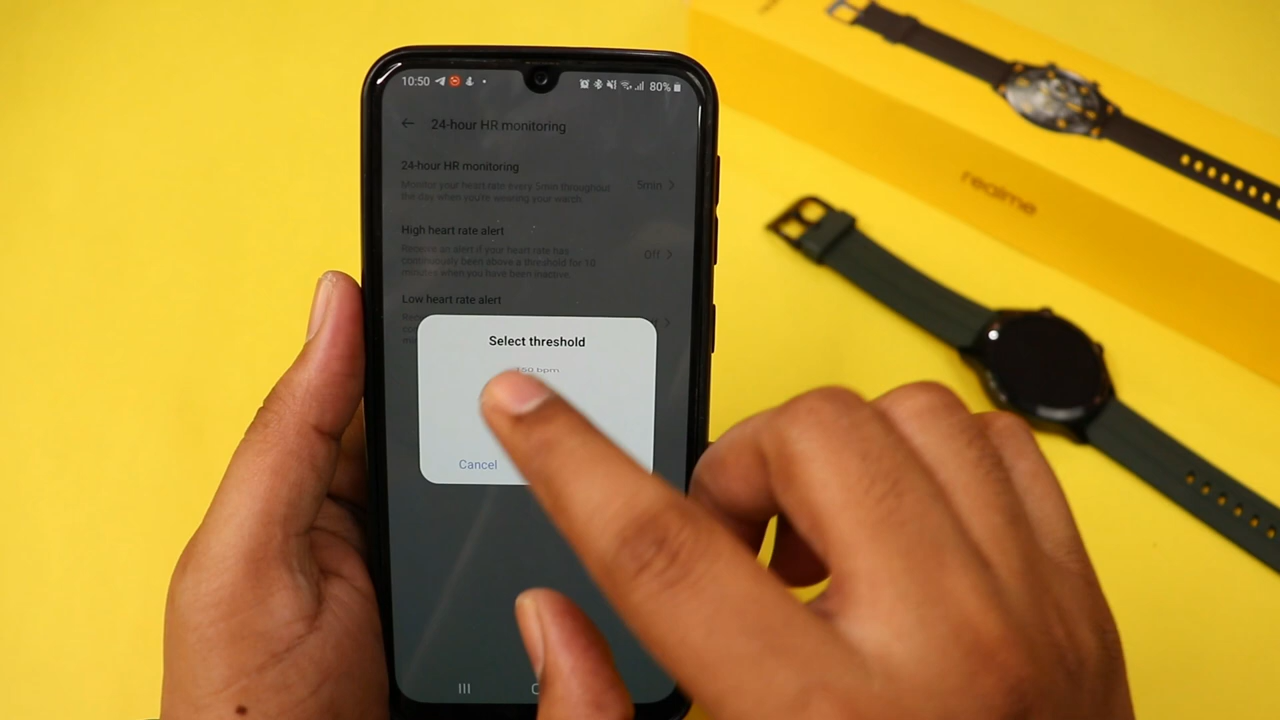 10:50
80%
24-hour HR monitoring
24-hour HR monitoring
Monitor your heart rate every 5min throughout
the day when you're wearing your watch.
5min
High heart rate alert
Receive an alert if your heart rate has
continuously been above a threshold for 10
minutes when you have been inactive.
Off
Low heart rate alert
Select threshold
150 bpm
Cancel
realme